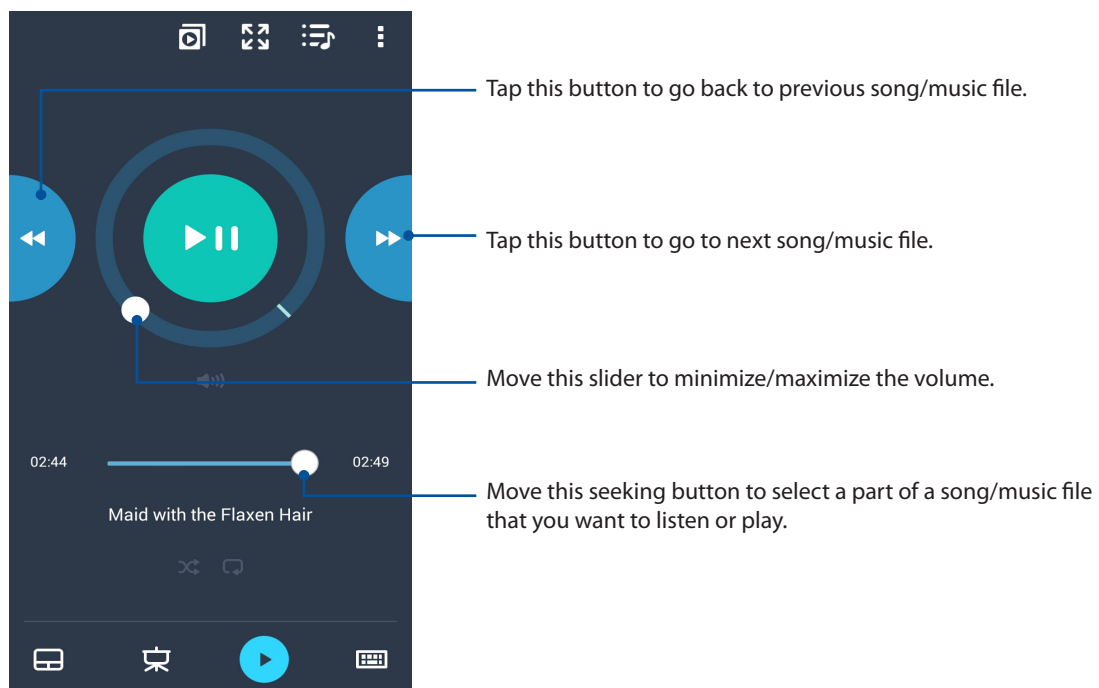 Tap this button to go back to previous song/music file.
Tap this button to go to next song/music file.
Move this slider to minimize/maximize the volume.
02:44
02:49
Move this seeking button to select a part of a song/music file
that you want to listen or play.
Maid with the Flaxen Hair